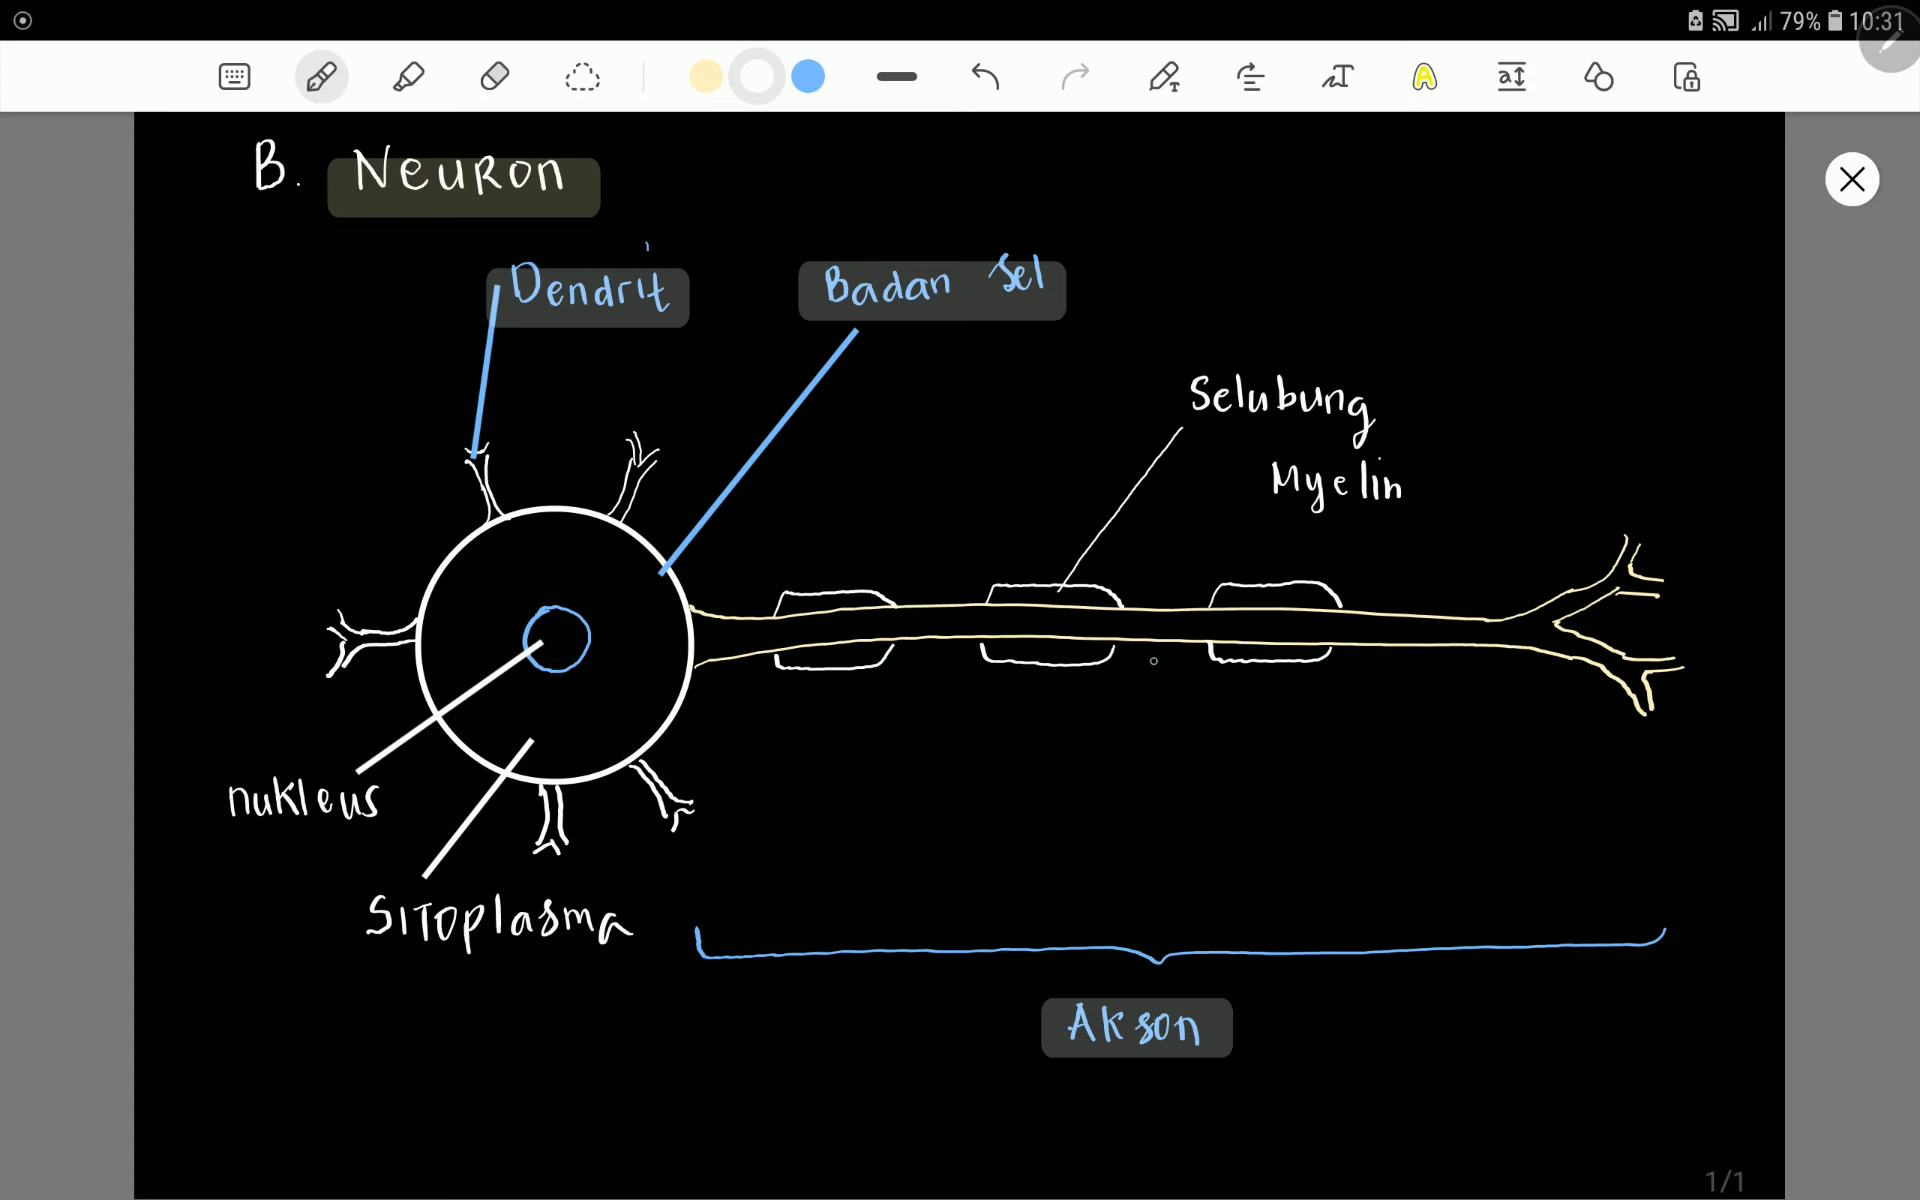 79% 10:31
B. Neuron
Dendrit
Badan Sel
Selubung
Myelin
nukleus
Sitoplasma
Akson
1/1